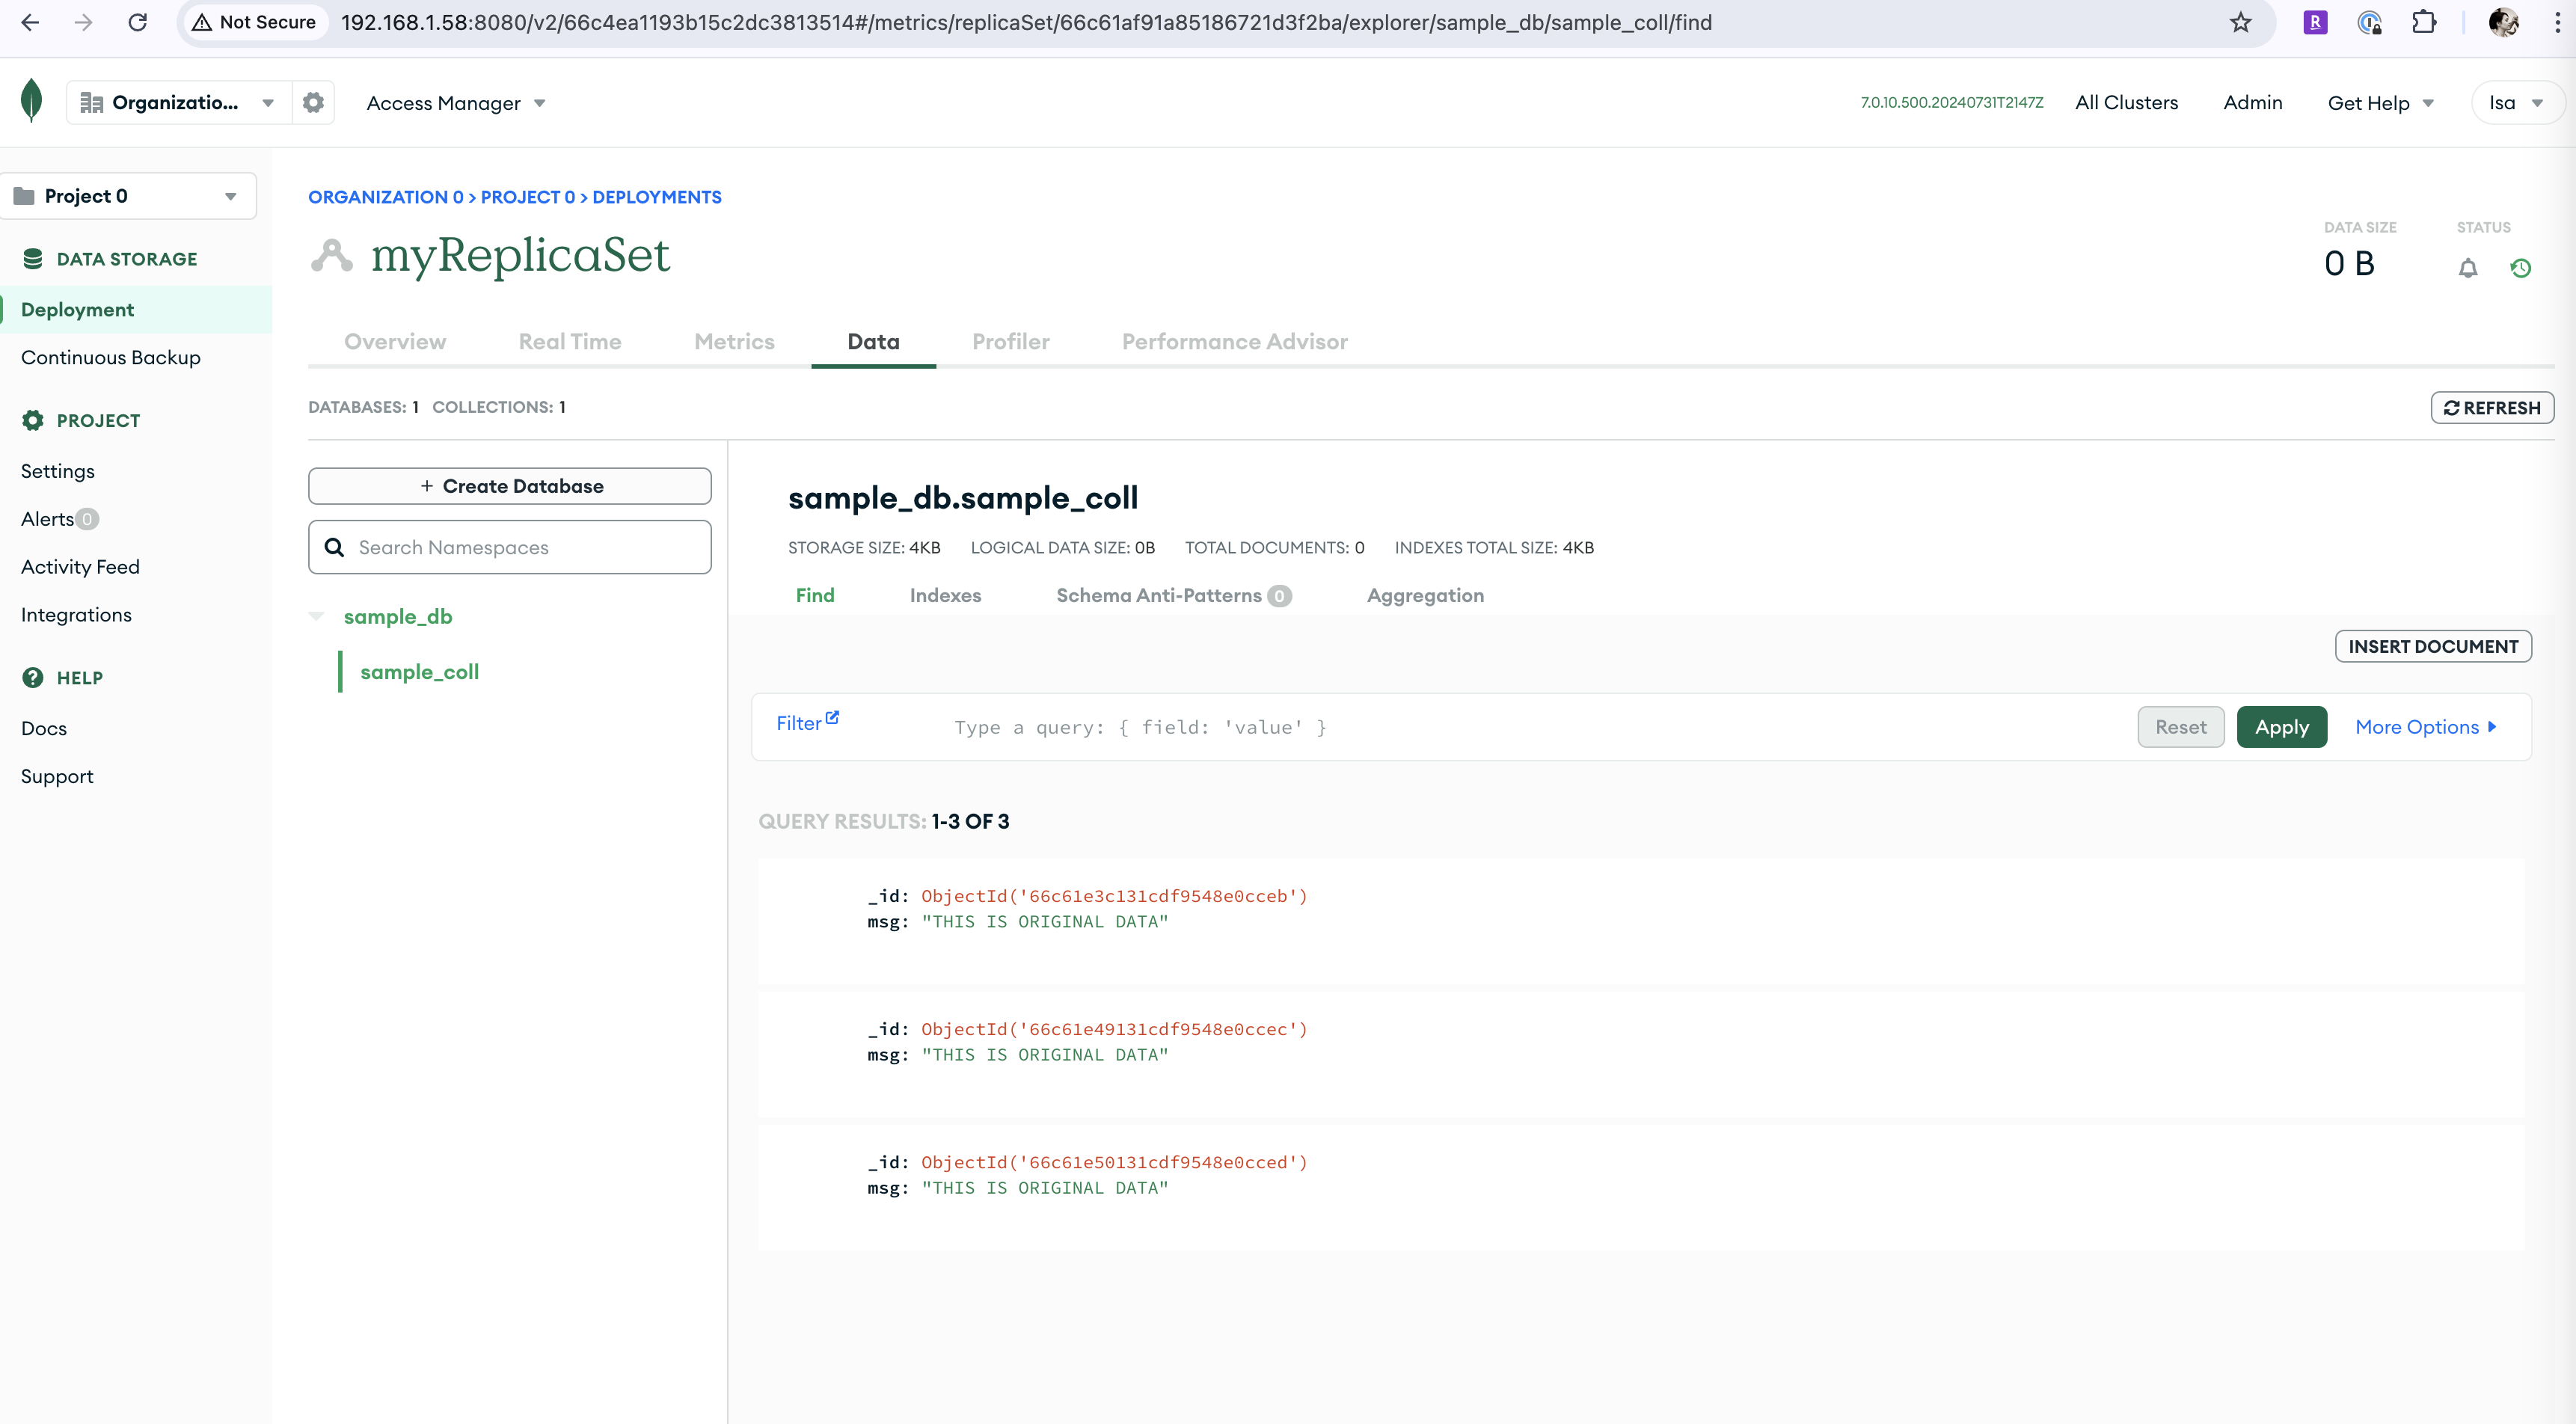 Not Secure 192.168.1.58:8080/v2/66c4ea1193b15c2dc3813514#/metrics/replicaSet/66c61af91a85186721d3f2ba/explorer/sample_db/sample_coll/find
R
Organizatio... Access Manager 7.0.10.500.20240731T2147Z All Clusters Admin Get Help Isa
Project 0
DATA STORAGE
Deployment
Continuous Backup
PROJECT
Settings
Alerts 0
Activity Feed
Integrations
HELP
Docs
Support
ORGANIZATION 0 > PROJECT 0 > DEPLOYMENTS
myReplicaSet
DATA SIZE STATUS
0 B
Overview Real Time Metrics Data Profiler Performance Advisor
DATABASES: 1 COLLECTIONS: 1 REFRESH
+ Create Database
Search Namespaces
sample_db
sample_coll
sample_db.sample_coll
STORAGE SIZE: 4KB LOGICAL DATA SIZE: 0B TOTAL DOCUMENTS: 0 INDEXES TOTAL SIZE: 4KB
Find Indexes Schema Anti-Patterns 0 Aggregation
INSERT DOCUMENT
Filter Type a query: { field: 'value' } Reset Apply More Options
QUERY RESULTS: 1-3 OF 3
_id: ObjectId('66c61e3c131cdf9548e0cceb')
msg: "THIS IS ORIGINAL DATA"
_id: ObjectId('66c61e49131cdf9548e0ccec')
msg: "THIS IS ORIGINAL DATA"
_id: ObjectId('66c61e50131cdf9548e0cced')
msg: "THIS IS ORIGINAL DATA"